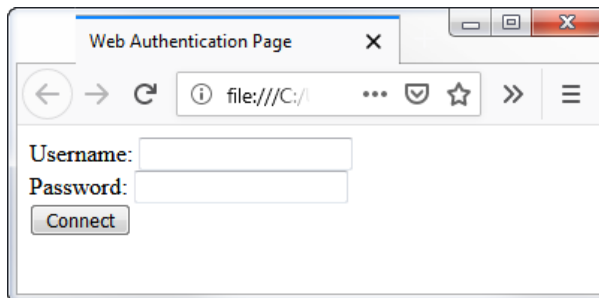 Web Authentication Page
file:///C:/
Username:
Password:
Connect